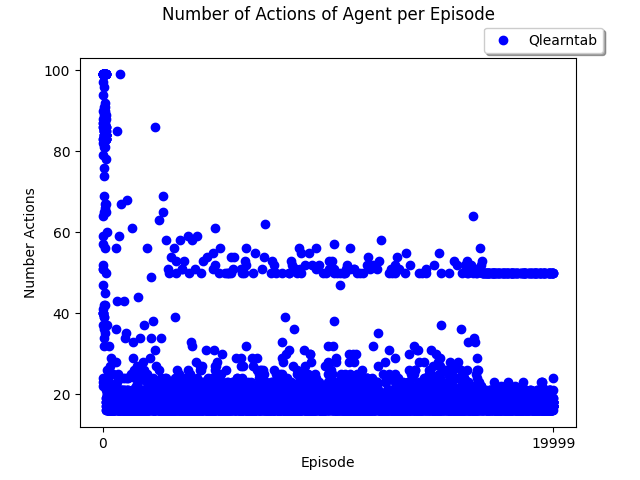 Number of Actions of Agent per Episode
Qlearntab
100
80
60
40
20
Number Actions
0
19999
Episode